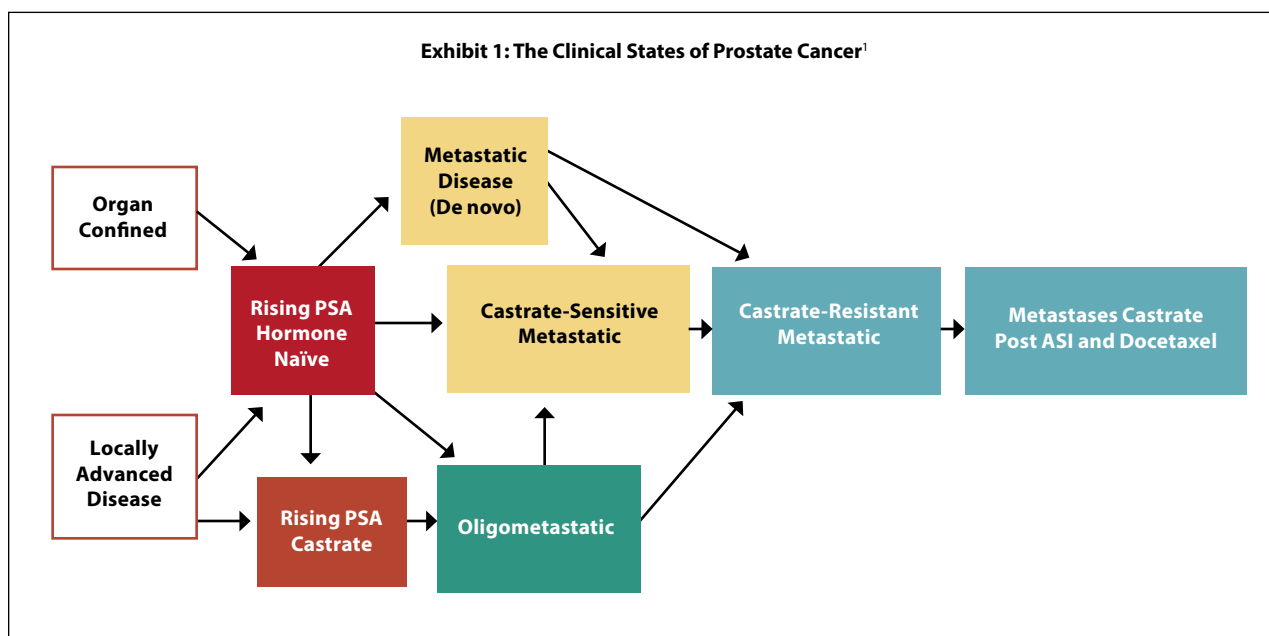 Exhibit 1: The Clinical States of Prostate Cancer¹
Metastatic
Disease
(De novo)
Organ
Confined
Rising PSA
Hormone
Naïve
Castrate-Sensitive
Metastatic
Castrate-Resistant
Metastatic
Metastases Castrate
Post ASI and Docetaxel
Locally
Advanced
Disease
Rising PSA
Castrate
Oligometastatic